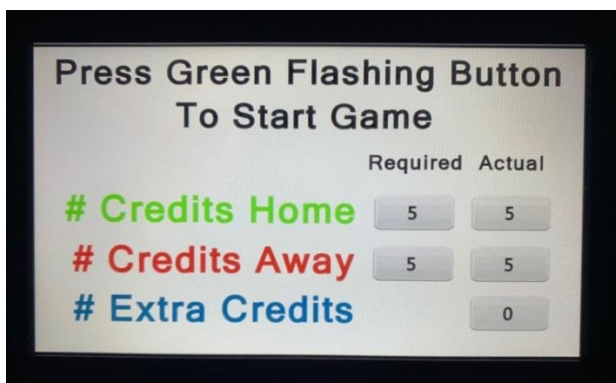 Press Green Flashing Button
To Start Game
Required Actual
# Credits Home 5 5
# Credits Away 5 5
# Extra Credits 0